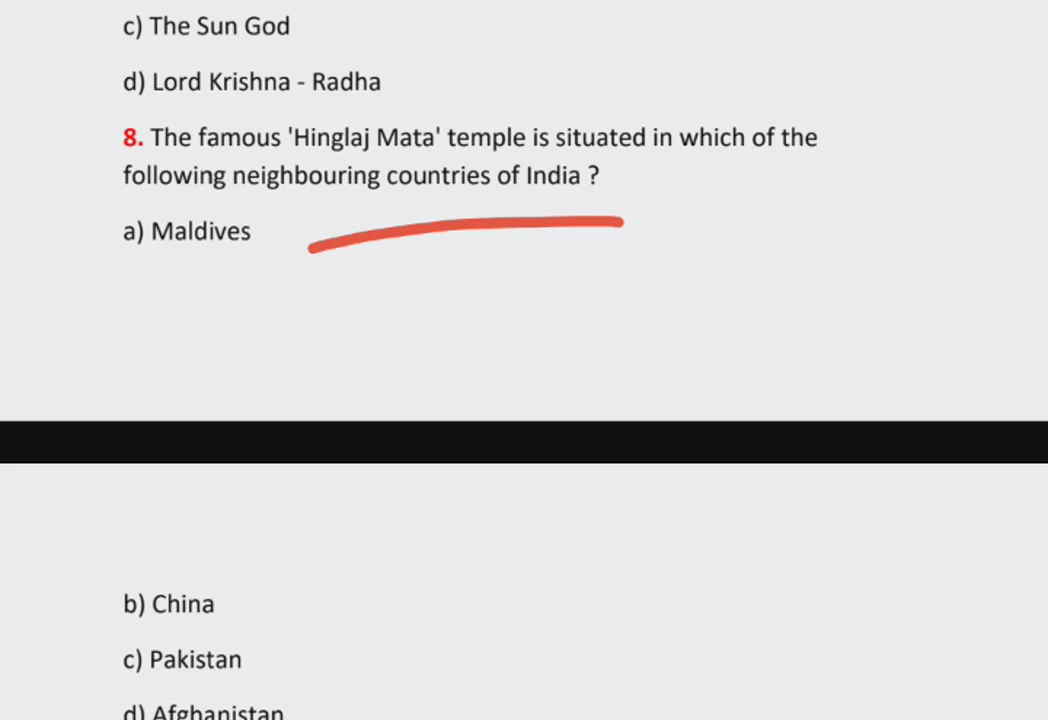 c) The Sun God
d) Lord Krishna - Radha
8. The famous 'Hinglaj Mata' temple is situated in which of the
following neighbouring countries of India ?
a) Maldives
b) China
c) Pakistan
d) Afghanistan